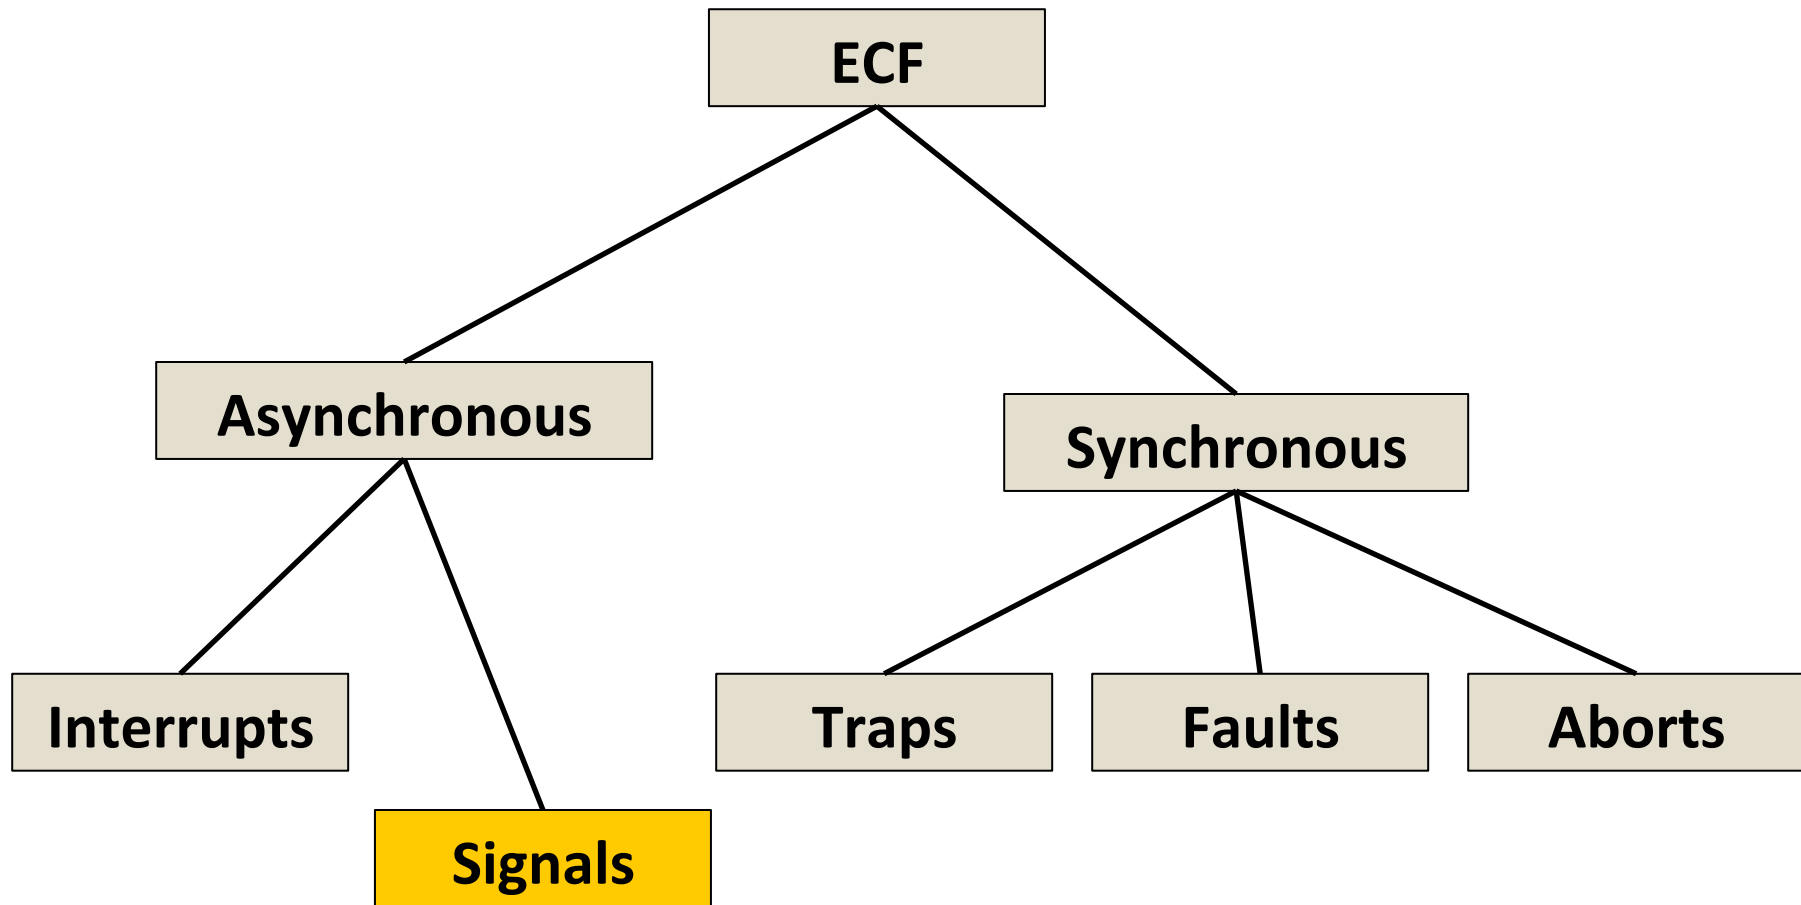 ECF
Asynchronous
Synchronous
Interrupts
Traps
Faults
Aborts
Signals